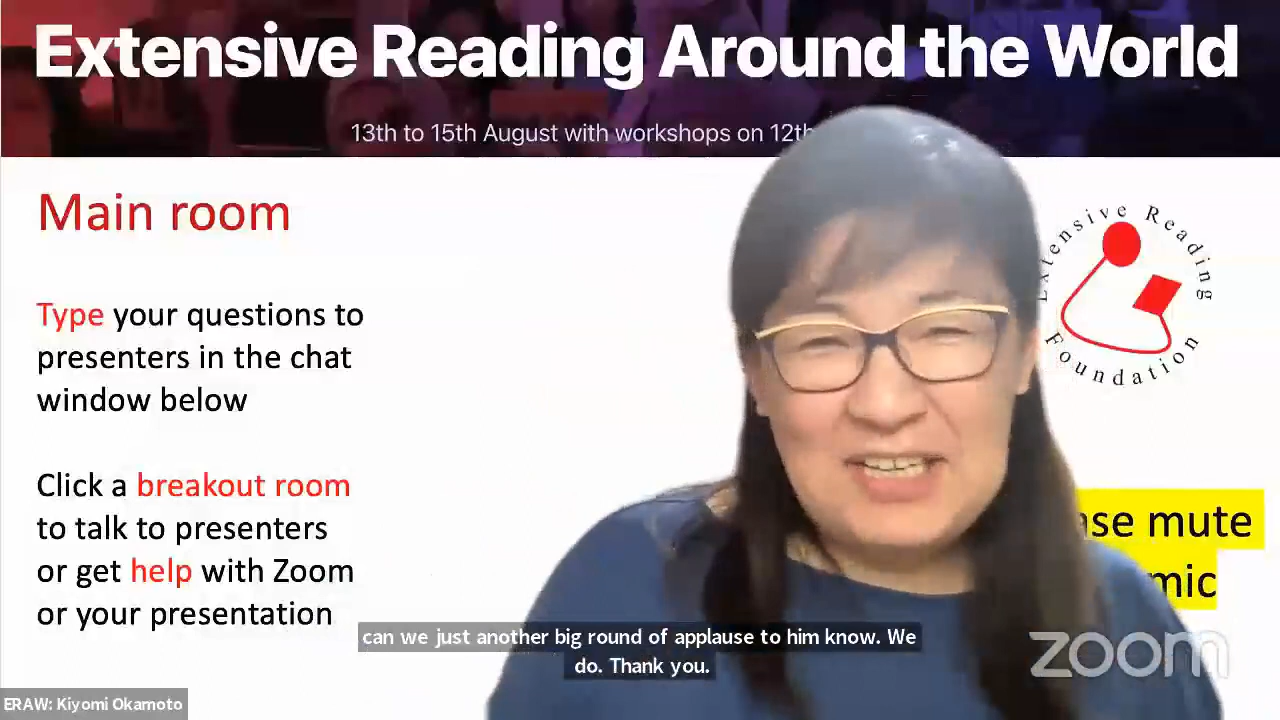 Extensive Reading Around the World
13th to 15th August with workshops on 12th
Main room
Extensive Reading
Foundation
Type your questions to
presenters in the chat
window below
Click a breakout room
to talk to presenters
or get help with Zoom
or your presentation
mute
mic
can we just another big round of applause to him know. We
do. Thank you.
zoom
ERAW: Kiyomi Okamoto